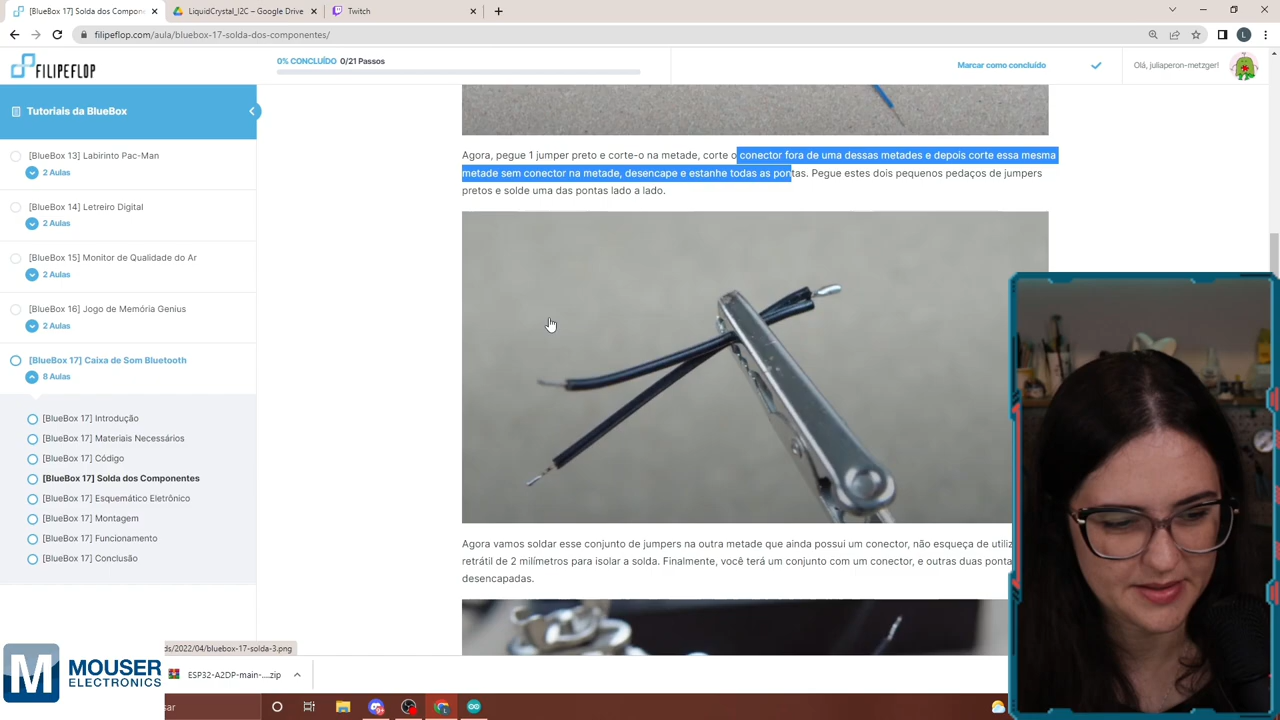 [BlueBox 17] Solda dos Compon
LiquidCrystal_I2C – Google Drive
Twitch
filipeflop.com/aula/bluebox-17-solda-dos-componentes/
L
FILIPEFLOP
0% CONCLUÍDO 0/21 Passos
Marcar como concluído
Olá, juliaperon-metzger!
Tutoriais da BlueBox
[BlueBox 13] Labirinto Pac-Man
2 Aulas
[BlueBox 14] Letreiro Digital
2 Aulas
[BlueBox 15] Monitor de Qualidade do Ar
2 Aulas
[BlueBox 16] Jogo de Memória Genius
2 Aulas
[BlueBox 17] Caixa de Som Bluetooth
8 Aulas
[BlueBox 17] Introdução
[BlueBox 17] Materiais Necessários
[BlueBox 17] Código
[BlueBox 17] Solda dos Componentes
[BlueBox 17] Esquemático Eletrônico
[BlueBox 17] Montagem
[BlueBox 17] Funcionamento
[BlueBox 17] Conclusão
Agora, pegue 1 jumper preto e corte-o na metade, corte o conector fora de uma dessas metades e depois corte essa mesma
metade sem conector na metade, desencape e estanhe todas as pontas. Pegue estes dois pequenos pedaços de jumpers
pretos e solde uma das pontas lado a lado.
Agora vamos soldar esse conjunto de jumpers na outra metade que ainda possui um conector, não esqueça de utiliz
retrátil de 2 milímetros para isolar a solda. Finalmente, você terá um conjunto com um conector, e outras duas ponta
desencapadas.
ds/2022/04/bluebox-17-solda-3.png
M MOUSER
ELECTRONICS
ESP32-A2DP-main-....zip
sar